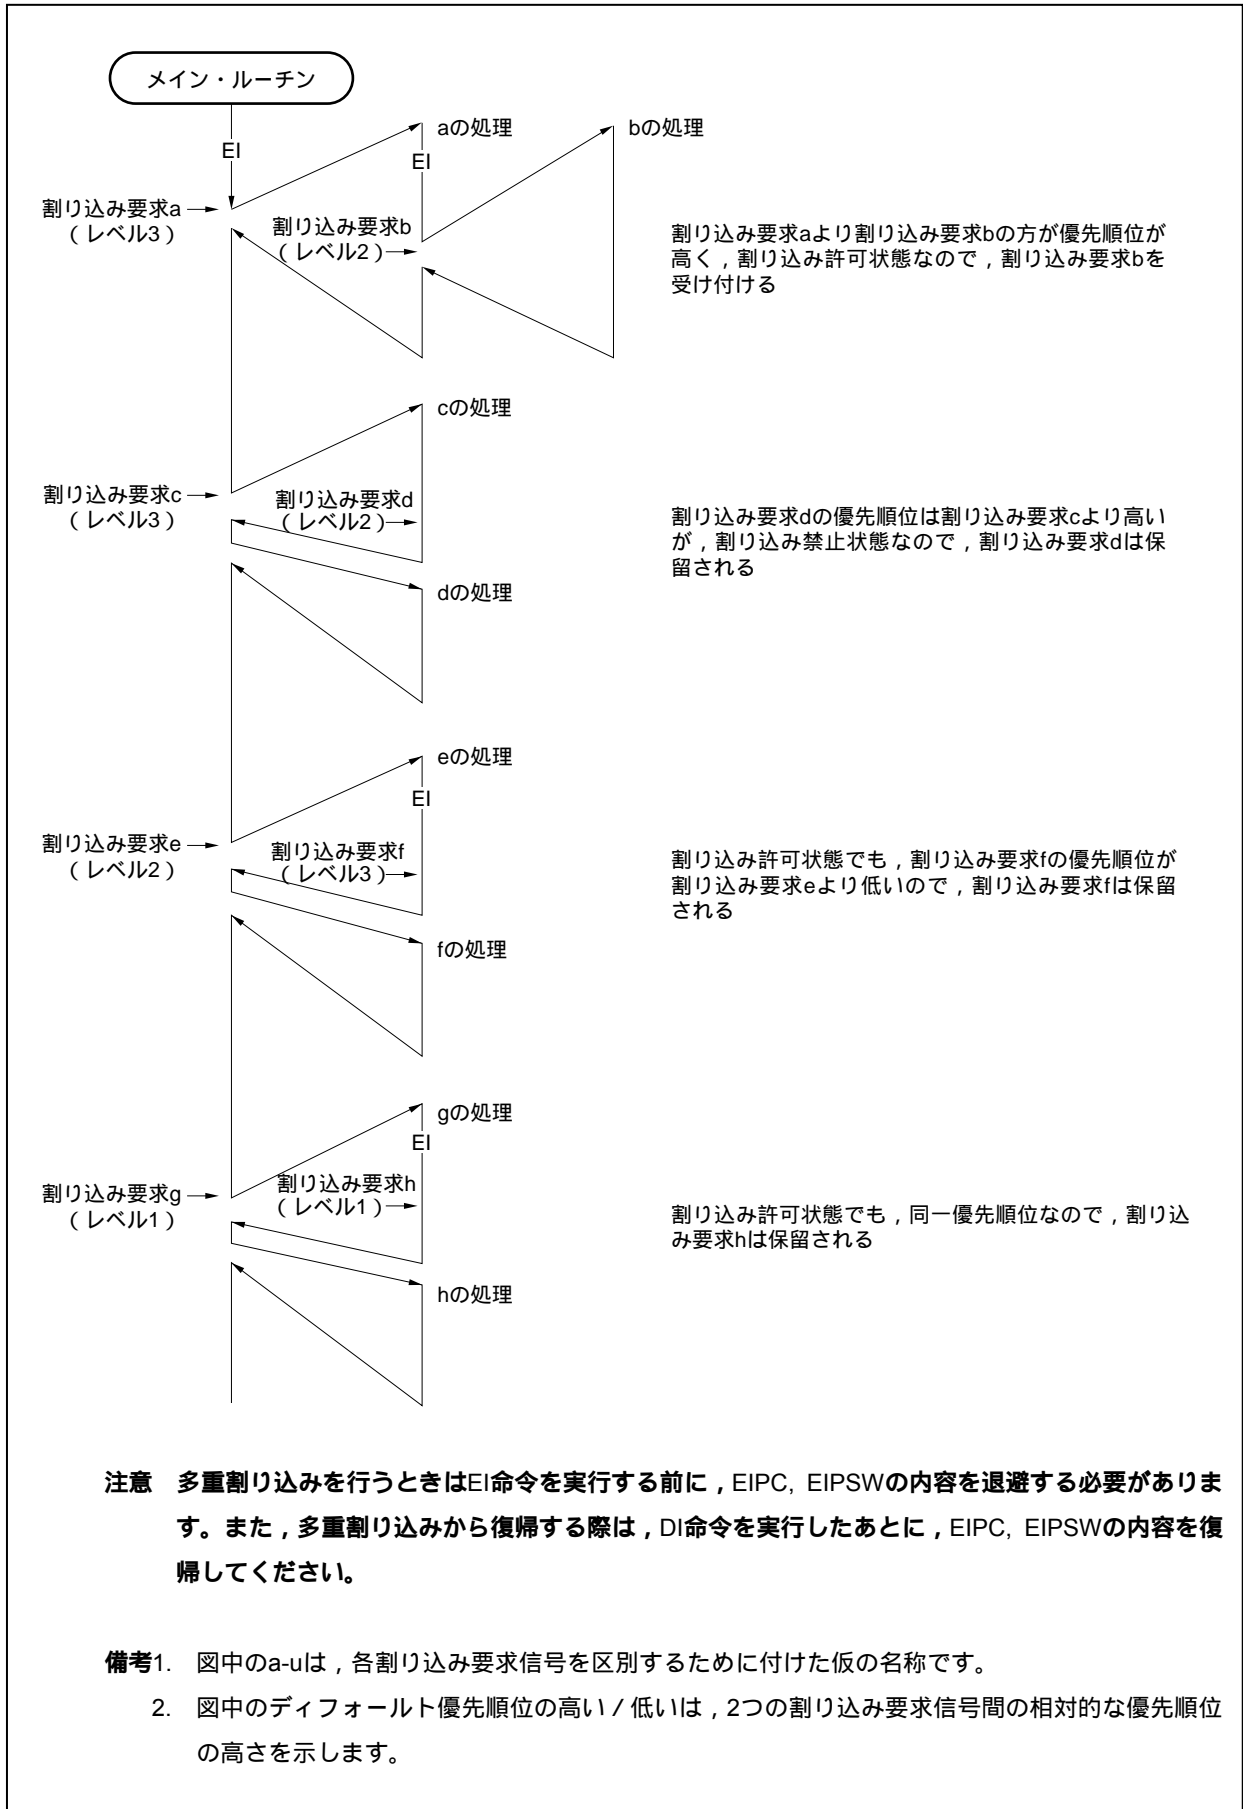 メイン・ルーチン
EI
aの処理
EI
bの処理
割り込み要求a
（レベル3）
割り込み要求b
（レベル2）
割り込み要求aより割り込み要求bの方が優先順位が
高く，割り込み許可状態なので，割り込み要求bを
受け付ける
cの処理
割り込み要求c
（レベル3）
割り込み要求d
（レベル2）
割り込み要求dの優先順位は割り込み要求cより高い
が，割り込み禁止状態なので，割り込み要求dは保
留される
dの処理
eの処理
EI
割り込み要求e
（レベル2）
割り込み要求f
（レベル3）
割り込み許可状態でも，割り込み要求fの優先順位が
割り込み要求eより低いので，割り込み要求fは保留
される
fの処理
gの処理
EI
割り込み要求g
（レベル1）
割り込み要求h
（レベル1）
割り込み許可状態でも，同一優先順位なので，割り込
み要求hは保留される
hの処理
注意　多重割り込みを行うときはEI命令を実行する前に，EIPC, EIPSWの内容を退避する必要がありま
す。また，多重割り込みから復帰する際は，DI命令を実行したあとに，EIPC, EIPSWの内容を復
帰してください。
備考1.　図中のa-uは，各割り込み要求信号を区別するために付けた仮の名称です。
2.　図中のディフォールト優先順位の高い／低いは，2つの割り込み要求信号間の相対的な優先順位
の高さを示します。